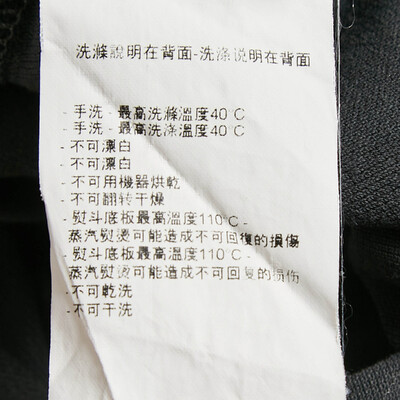 洗滌說明在背面-洗涤说明在背面
- 手洗 - 最高洗滌溫度40℃
- 手洗 - 最高洗涤溫度40℃
- 不可漂白
- 不可漂白
- 不可用機器烘乾
- 不可翻转干燥
- 熨斗底板最高溫度110℃ -
蒸汽熨燙可能造成不可回復的損傷
- 熨斗底板最高溫度110℃ -
蒸汽熨烫可能造成不可回复的损伤
- 不可乾洗
- 不可干洗